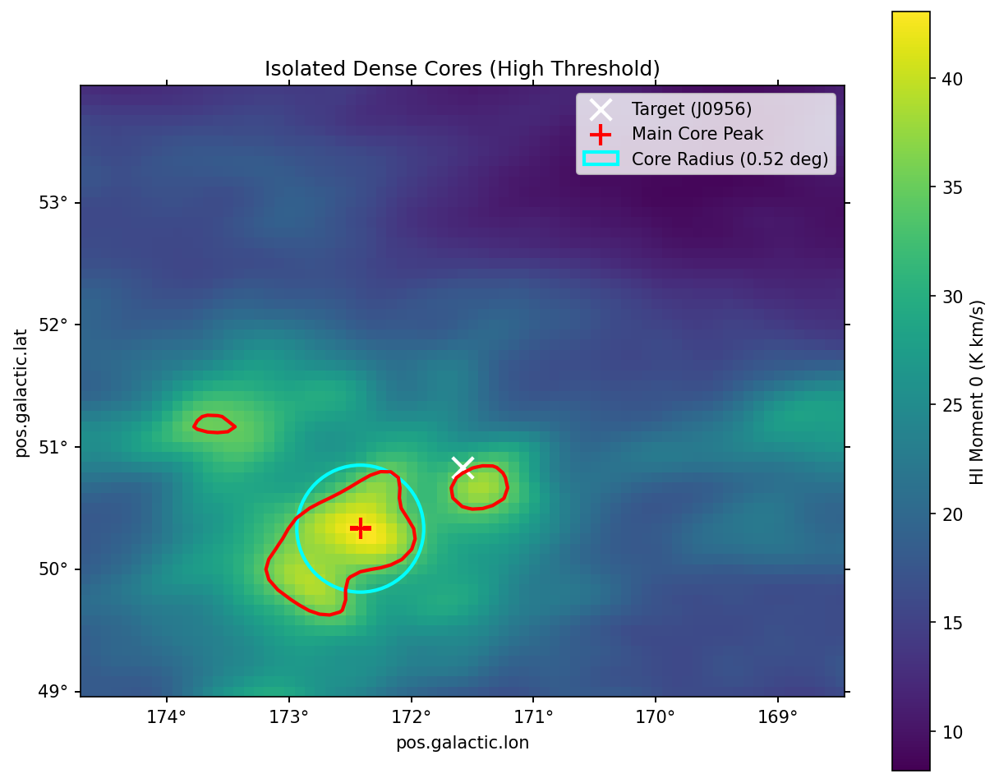 Isolated Dense Cores (High Threshold)
Target (J0956)
Main Core Peak
Core Radius (0.52 deg)
53°
52°
51°
50°
49°
pos.galactic.lat
174°
173°
172°
171°
170°
169°
pos.galactic.lon
40
35
30
25
20
15
10
HI Moment 0 (K km/s)